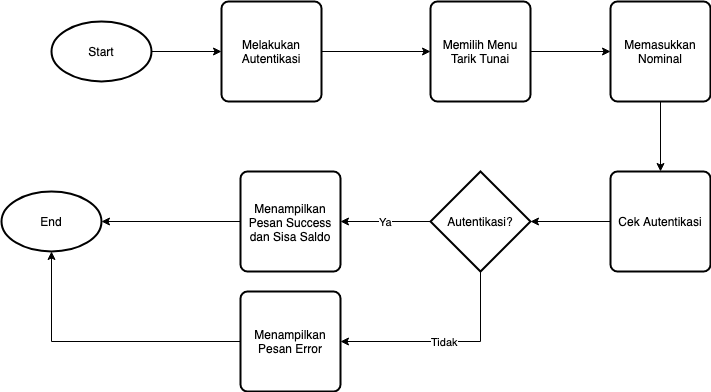 Start
Melakukan
Autentikasi
Memilih Menu
Tarik Tunai
Memasukkan
Nominal
Cek Autentikasi
Autentikasi?
Ya
Menampilkan
Pesan Success
dan Sisa Saldo
End
Tidak
Menampilkan
Pesan Error